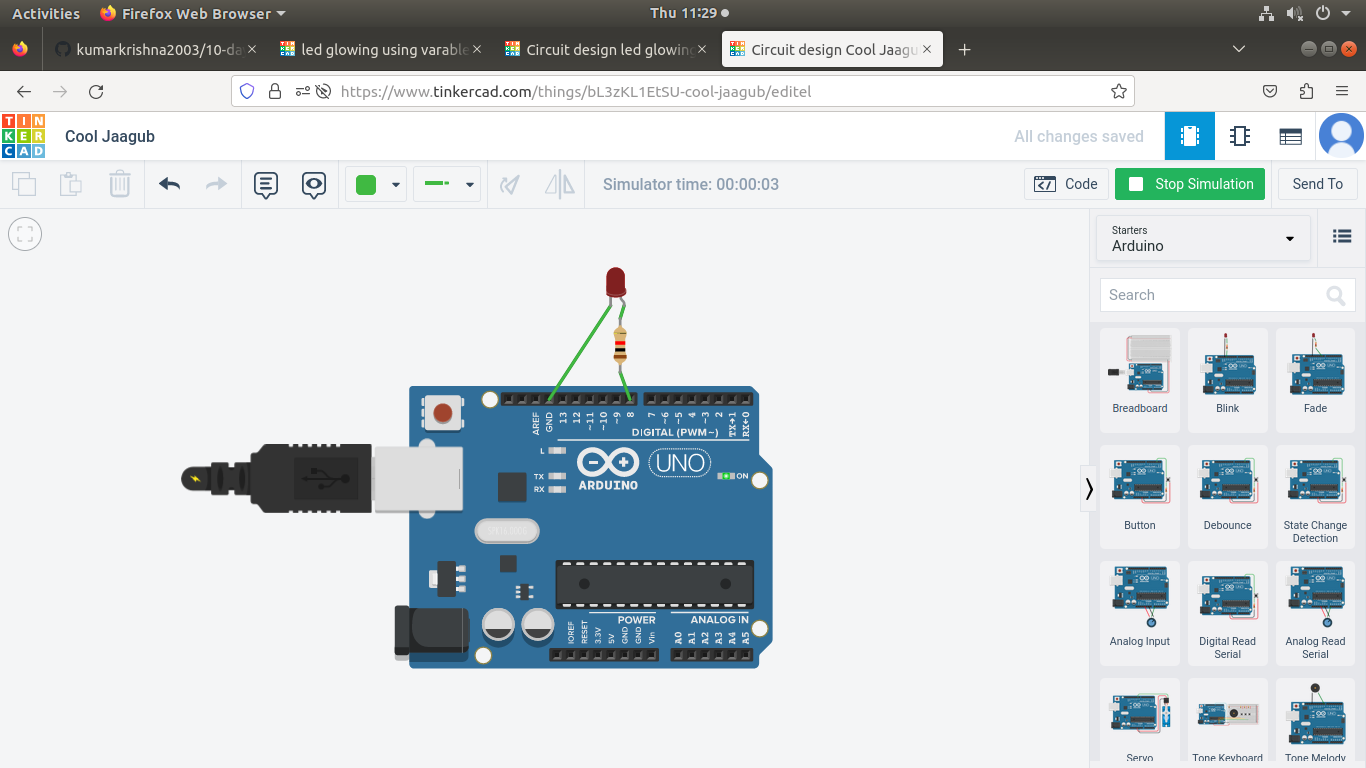 Activities
Firefox Web Browser
Thu 11:29
kumarkrishna2003/10-da
led glowing using varable
Circuit design led glowing
Circuit design Cool Jaagu
https://www.tinkercad.com/things/bL3zKL1EtSU-cool-jaagub/editel
TIN
KER
CAD
Cool Jaagub
All changes saved
Simulator time: 00:00:03
Code
Stop Simulation
Send To
Starters
Arduino
Search
Breadboard
Blink
Fade
Button
Debounce
State Change
Detection
Analog Input
Digital Read
Serial
Analog Read
Serial
Servo
Tone Keyboard
Tone Melody
AREF
GND
13
12
~11
~10
~9
8
7
~6
~5
4
~3
2
TX→1
RX←0
DIGITAL (PWM~)
L
TX
RX
ARDUINO
UNO
ON
POWER
ANALOG IN
IOREF
RESET
3.3V
5V
GND
GND
Vin
A0
A1
A2
A3
A4
A5